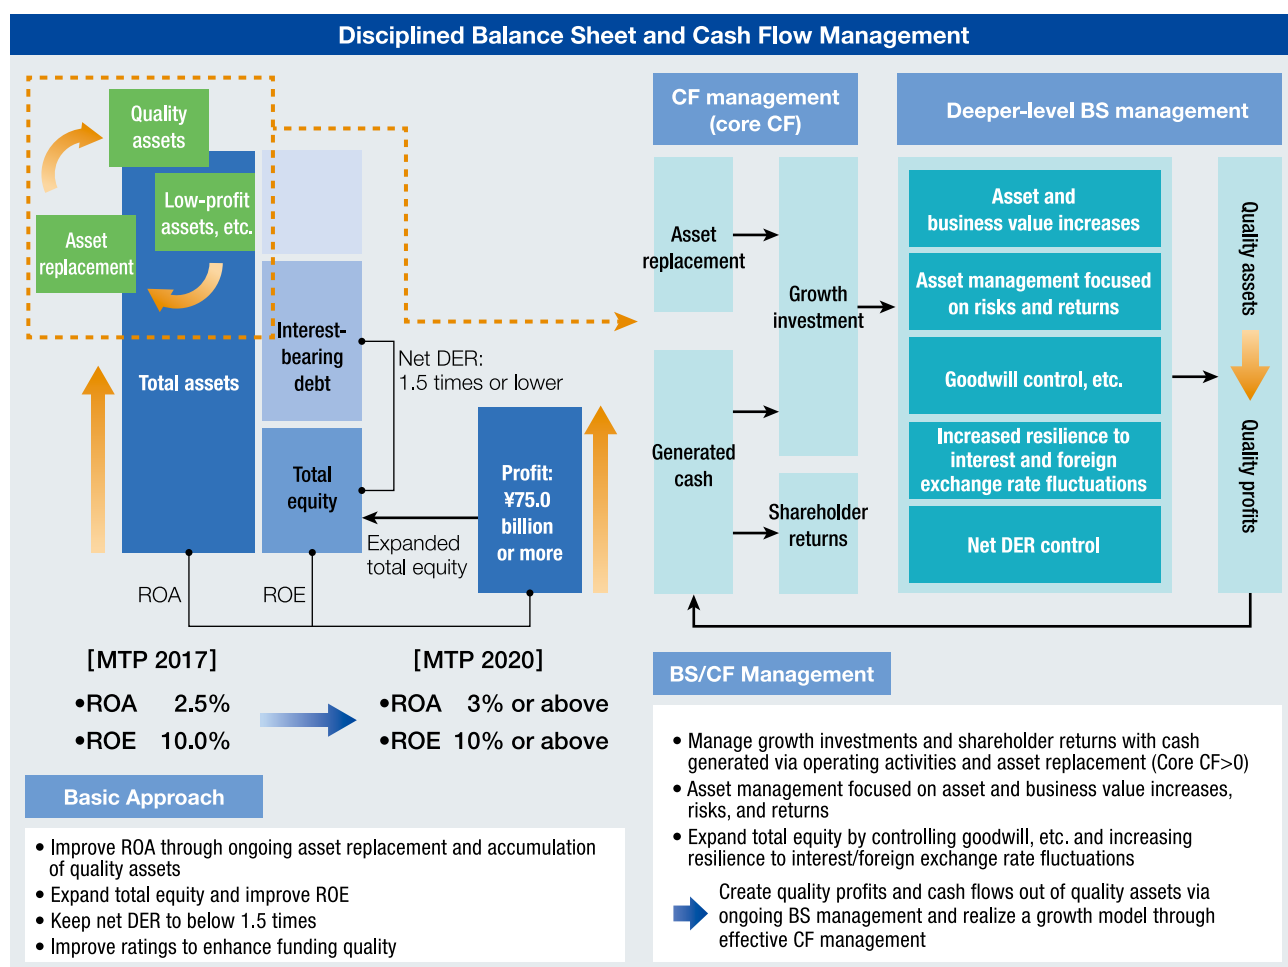 Disciplined Balance Sheet and Cash Flow Management
Quality
assets
Low-profit
assets, etc.
Asset
replacement
Total assets
Interest-
bearing
debt
Total
equity
Net DER:
1.5 times or lower
Profit:
¥75.0
billion
or more
Expanded
total equity
ROA
ROE
[MTP 2017]
•ROA 2.5%
•ROE 10.0%
[MTP 2020]
•ROA 3% or above
•ROE 10% or above
Basic Approach
• Improve ROA through ongoing asset replacement and accumulation
of quality assets
• Expand total equity and improve ROE
• Keep net DER to below 1.5 times
• Improve ratings to enhance funding quality
CF management
(core CF)
Asset
replacement
Generated
cash
Growth
investment
Shareholder
returns
Deeper-level BS management
Asset and
business value increases
Asset management focused
on risks and returns
Goodwill control, etc.
Increased resilience to
interest and foreign
exchange rate fluctuations
Net DER control
Quality assets
Quality profits
BS/CF Management
• Manage growth investments and shareholder returns with cash
generated via operating activities and asset replacement (Core CF>0)
• Asset management focused on asset and business value increases,
risks, and returns
• Expand total equity by controlling goodwill, etc. and increasing
resilience to interest/foreign exchange rate fluctuations
Create quality profits and cash flows out of quality assets via
ongoing BS management and realize a growth model through
effective CF management